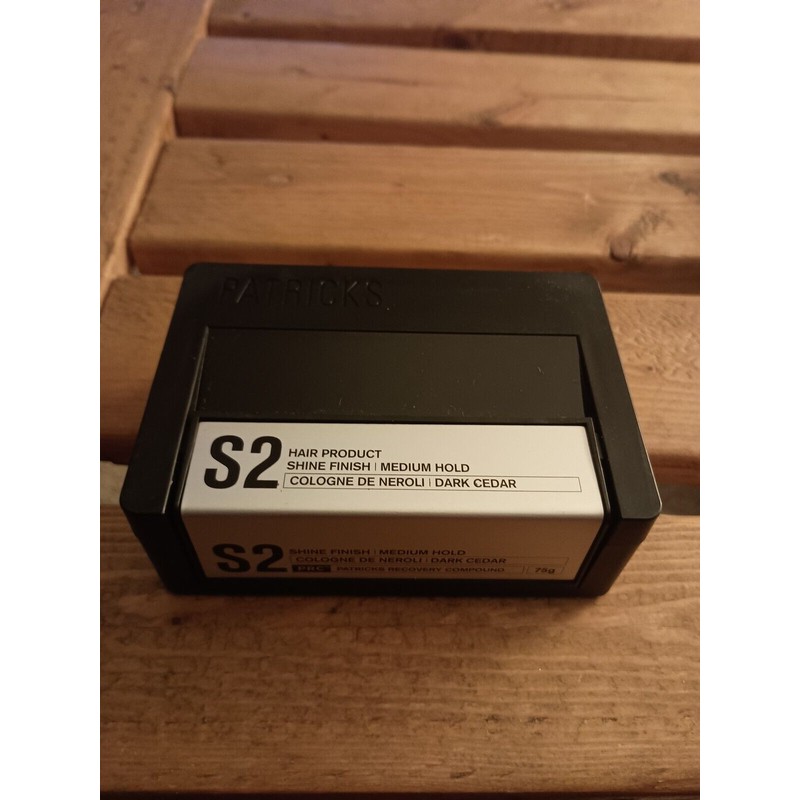 PATRICKS
S2
HAIR PRODUCT
SHINE FINISH | MEDIUM HOLD
COLOGNE DE NEROLI | DARK CEDAR
S2
SHINE FINISH | MEDIUM HOLD
COLOGNE DE NEROLI | DARK CEDAR
PRC PATRICKS RECOVERY COMPOUND 75g